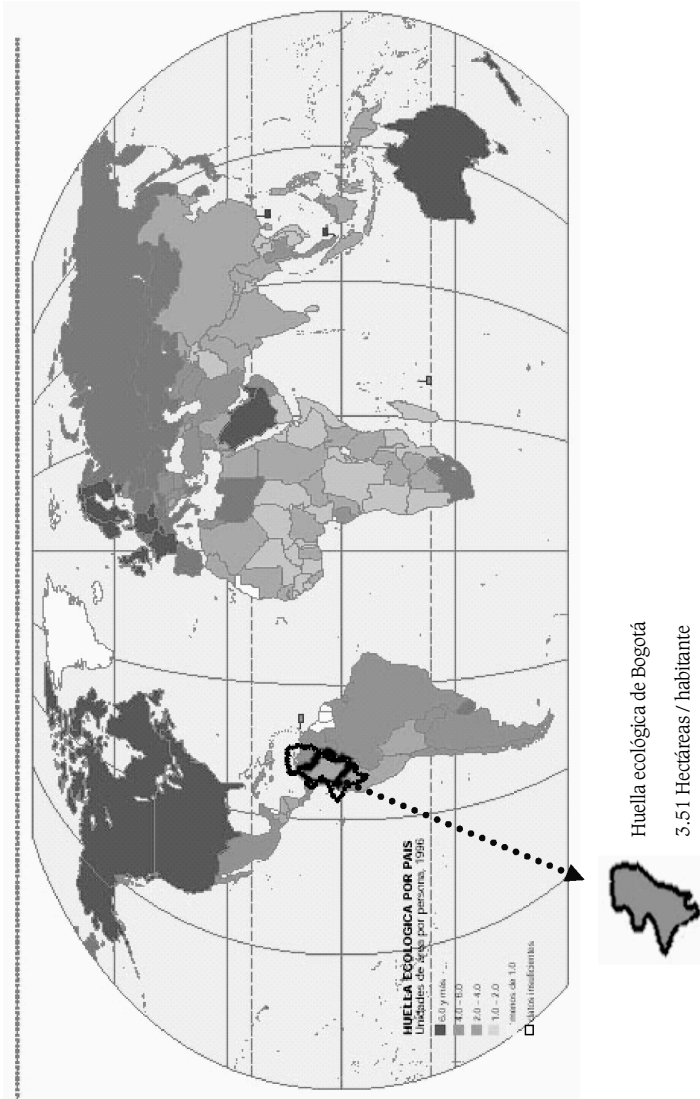 HUELLA ECOLOGICA POR PAIS
Unidades de área por persona, 1996
6.0 y más
4.0 - 6.0
2.0 - 4.0
1.0 - 2.0
menos de 1.0
datos insuficientes
Huella ecológica de Bogotá
3.51 Hectáreas / habitante